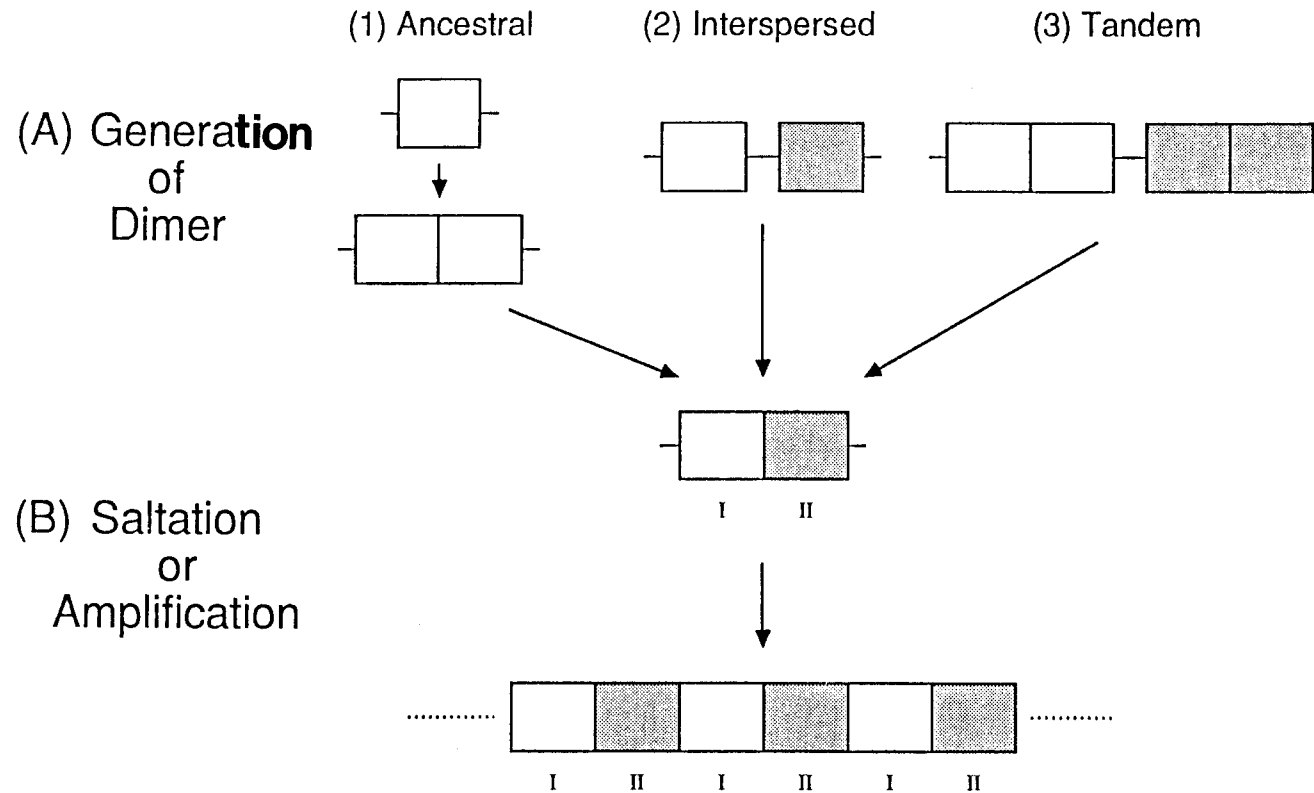 (1) Ancestral
(2) Interspersed
(3) Tandem
(A) Generation
of
Dimer
I II
(B) Saltation
or
Amplification
I II I II I II